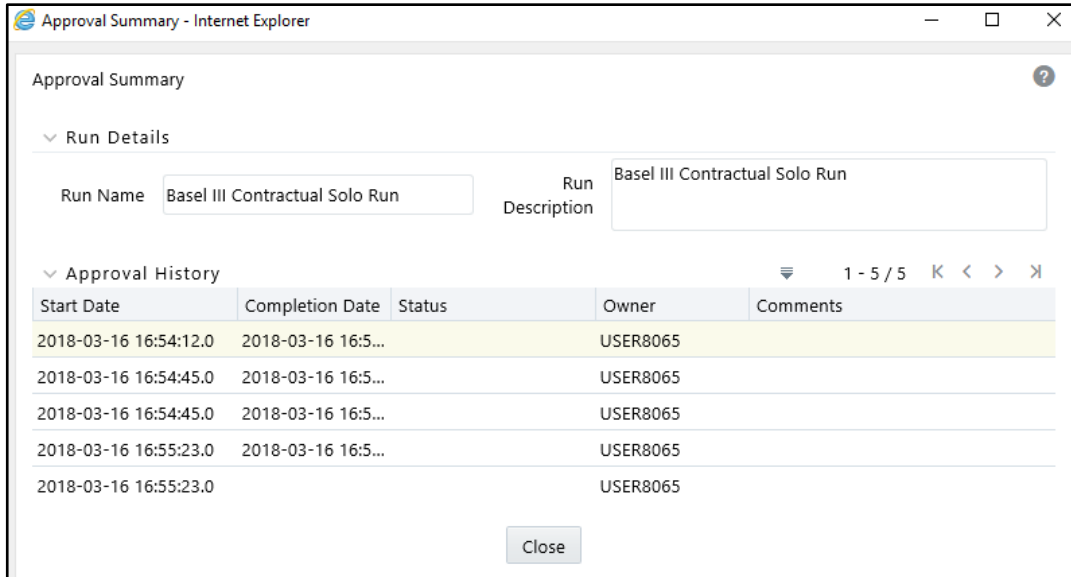 Approval Summary - Internet Explorer
Approval Summary
Run Details
Run Name Basel III Contractual Solo Run Run Description Basel III Contractual Solo Run
Approval History 1 - 5 / 5
Start Date Completion Date Status Owner Comments
2018-03-16 16:54:12.0 2018-03-16 16:5... USER8065
2018-03-16 16:54:45.0 2018-03-16 16:5... USER8065
2018-03-16 16:54:45.0 2018-03-16 16:5... USER8065
2018-03-16 16:55:23.0 2018-03-16 16:5... USER8065
2018-03-16 16:55:23.0 USER8065
Close